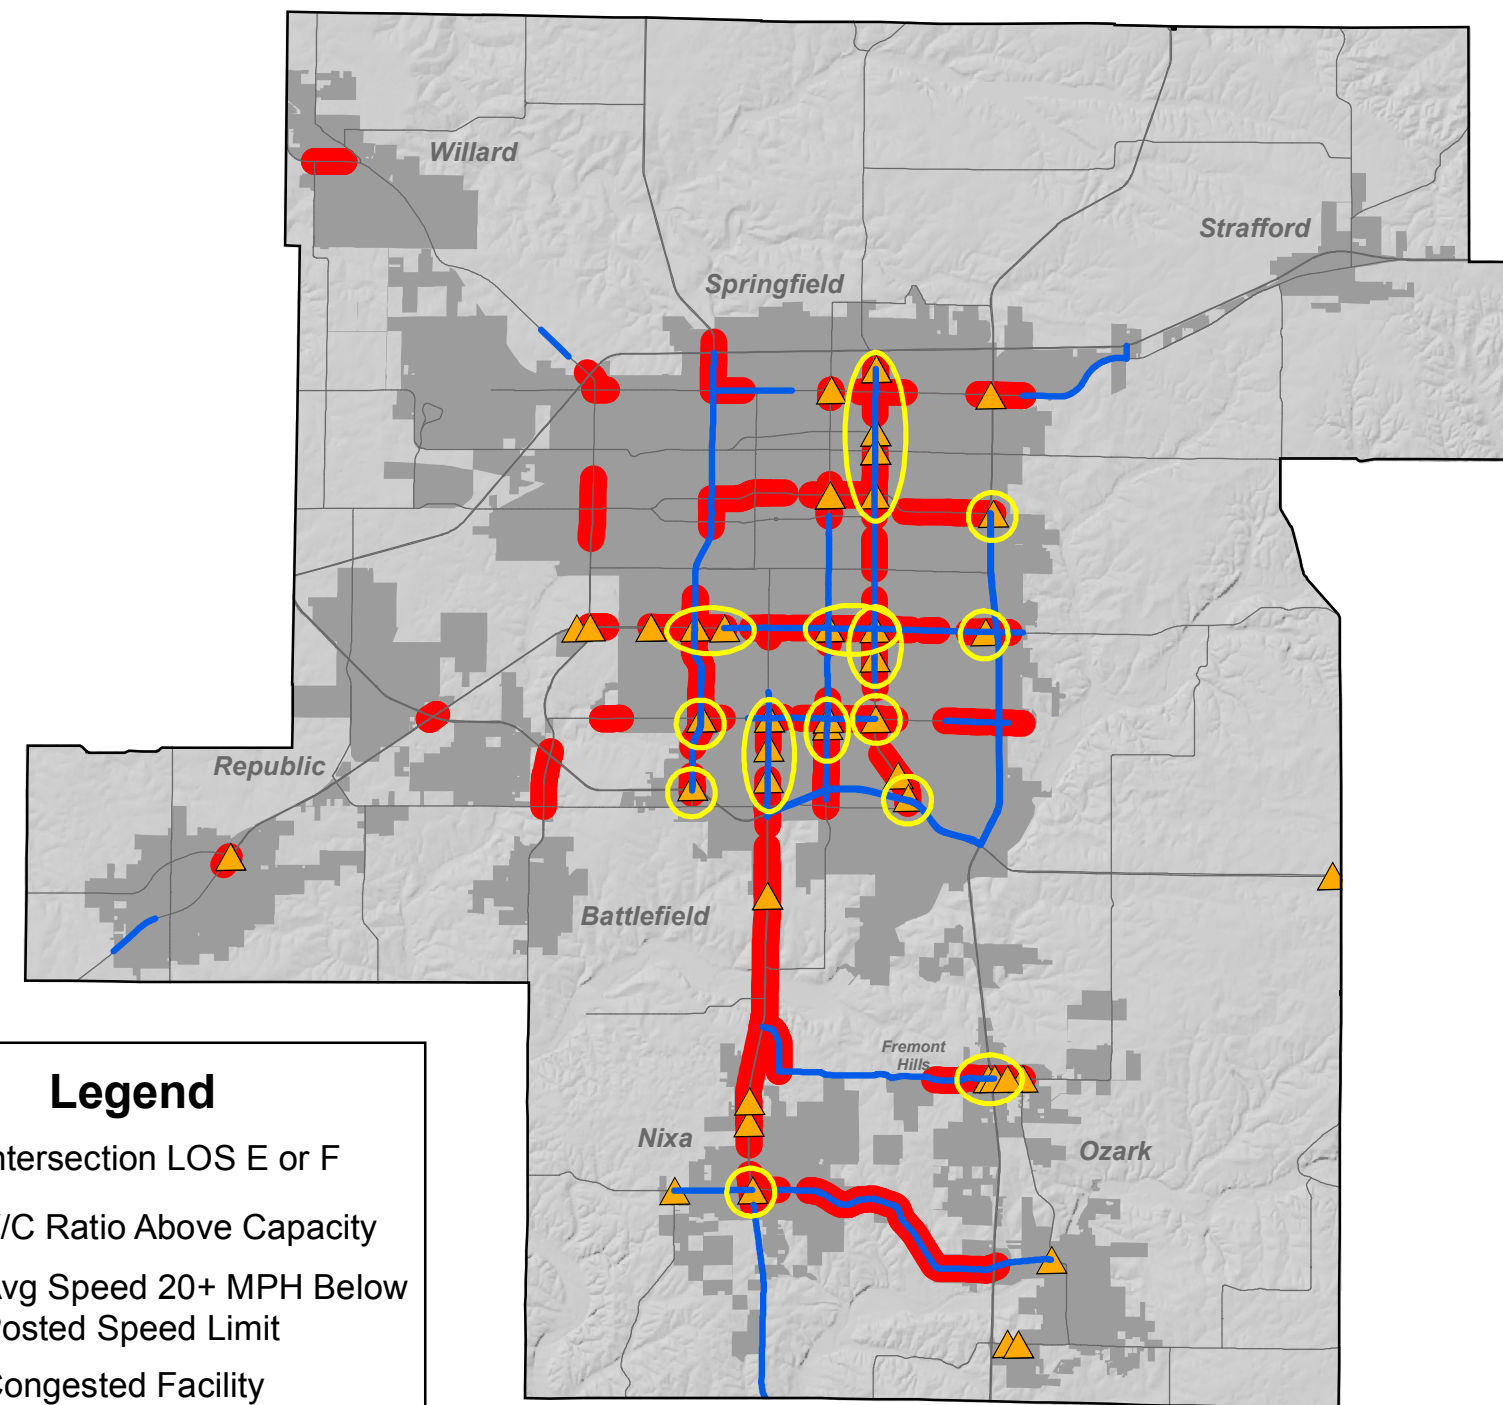 Willard
Strafford
Springfield
Republic
Battlefield
Fremont
Hills
Nixa
Ozark
Legend
ntersection LOS E or F
/C Ratio Above Capacity
vg Speed 20+ MPH Below
osted Speed Limit
ongested Facility